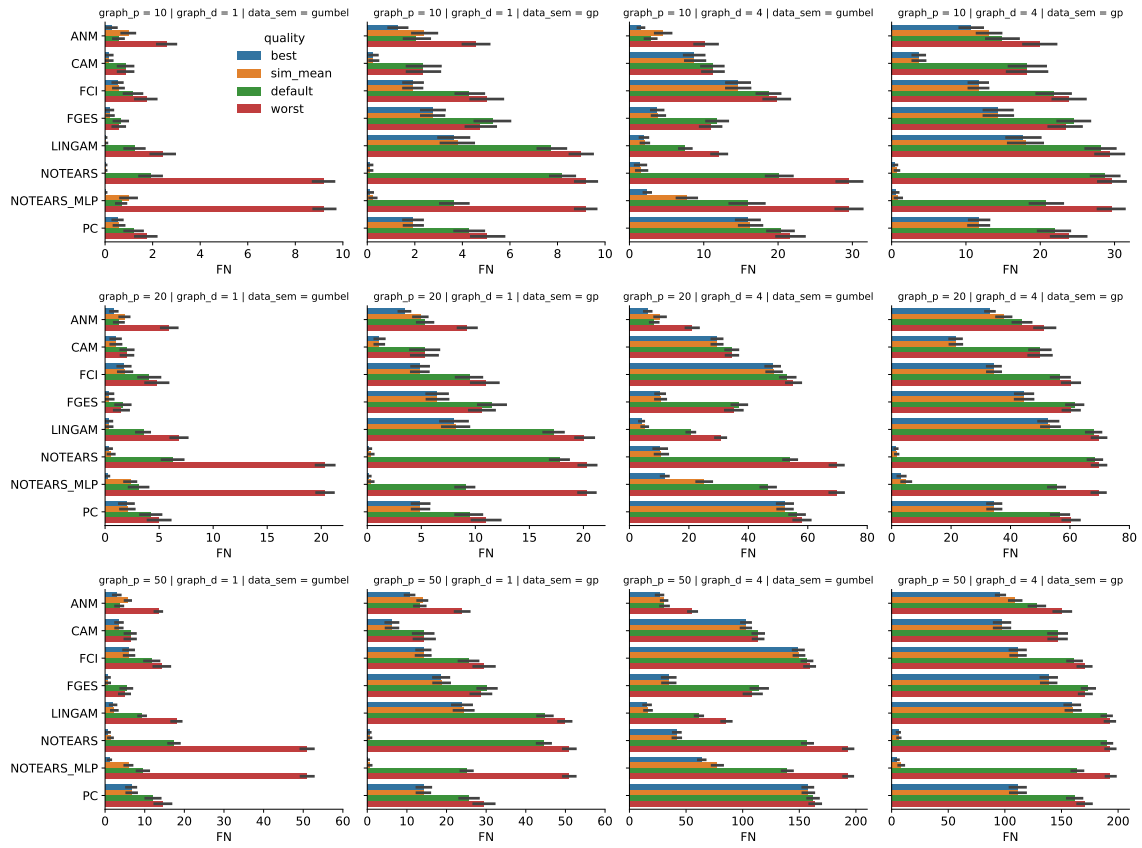 graph_p = 10 | graph_d = 1 | data_sem = gumbel
graph_p = 10 | graph_d = 1 | data_sem = gp
graph_p = 10 | graph_d = 4 | data_sem = gumbel
graph_p = 10 | graph_d = 4 | data_sem = gp
quality
best
sim_mean
default
worst
ANM
CAM
FCI
FGES
LINGAM
NOTEARS
NOTEARS_MLP
PC
0 2 4 6 8 10
0 2 4 6 8 10
0 10 20 30
0 10 20 30
FN
FN
FN
FN
graph_p = 20 | graph_d = 1 | data_sem = gumbel
graph_p = 20 | graph_d = 1 | data_sem = gp
graph_p = 20 | graph_d = 4 | data_sem = gumbel
graph_p = 20 | graph_d = 4 | data_sem = gp
ANM
CAM
FCI
FGES
LINGAM
NOTEARS
NOTEARS_MLP
PC
0 5 10 15 20
0 5 10 15 20
0 20 40 60 80
0 20 40 60 80
FN
FN
FN
FN
graph_p = 50 | graph_d = 1 | data_sem = gumbel
graph_p = 50 | graph_d = 1 | data_sem = gp
graph_p = 50 | graph_d = 4 | data_sem = gumbel
graph_p = 50 | graph_d = 4 | data_sem = gp
ANM
CAM
FCI
FGES
LINGAM
NOTEARS
NOTEARS_MLP
PC
0 10 20 30 40 50 60
0 10 20 30 40 50 60
0 50 100 150 200
0 50 100 150 200
FN
FN
FN
FN